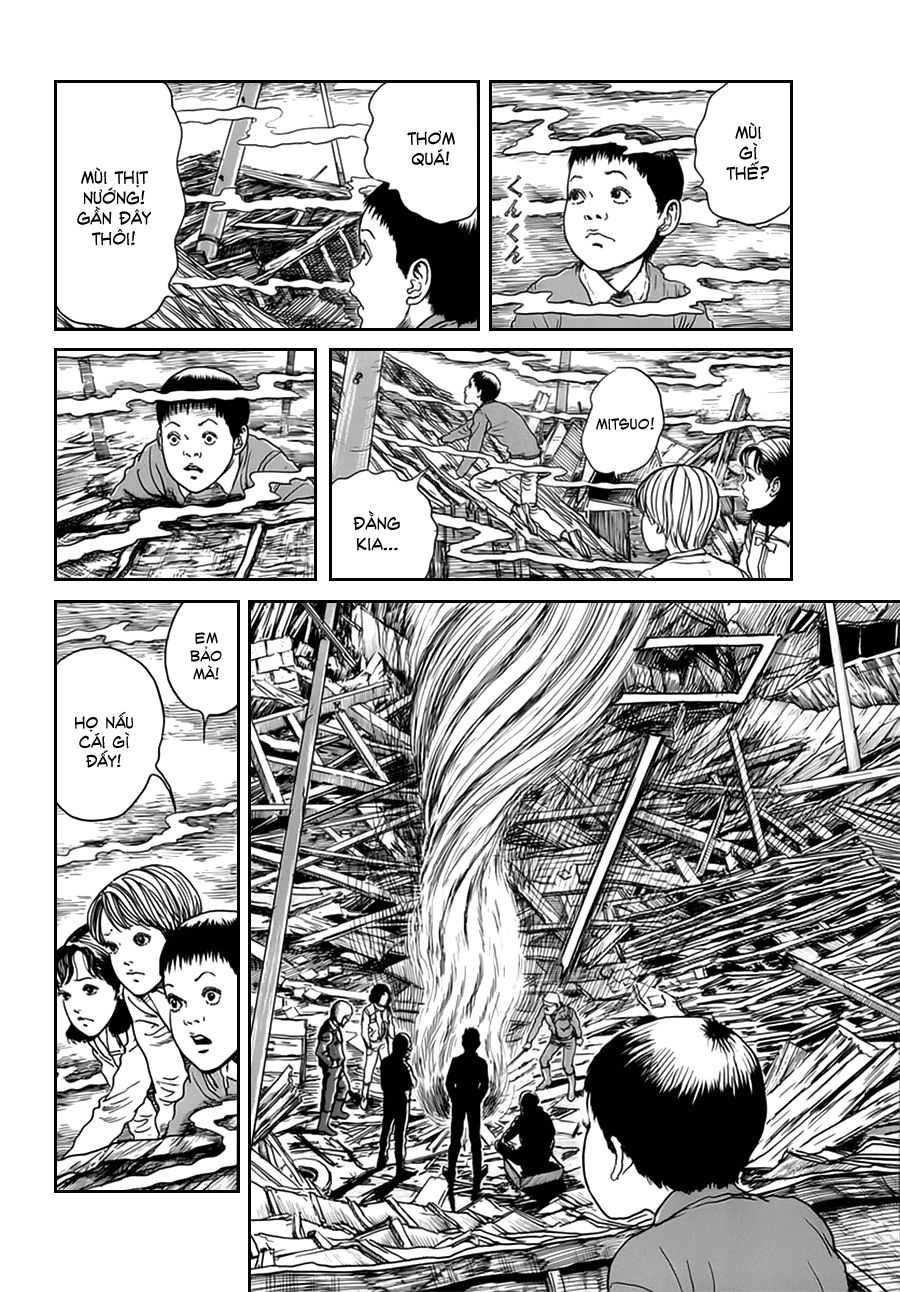 MÙI
GÌ
THẾ?
くんくん
THƠM
QUÁ!
MÙI THỊT
NƯỚNG!
GẦN ĐÂY
THÔI!
MITSUO!
ĐẰNG
KIA...
EM
BẢO
MÀ!
HỌ NẤU
CÁI GÌ
ĐẤY!